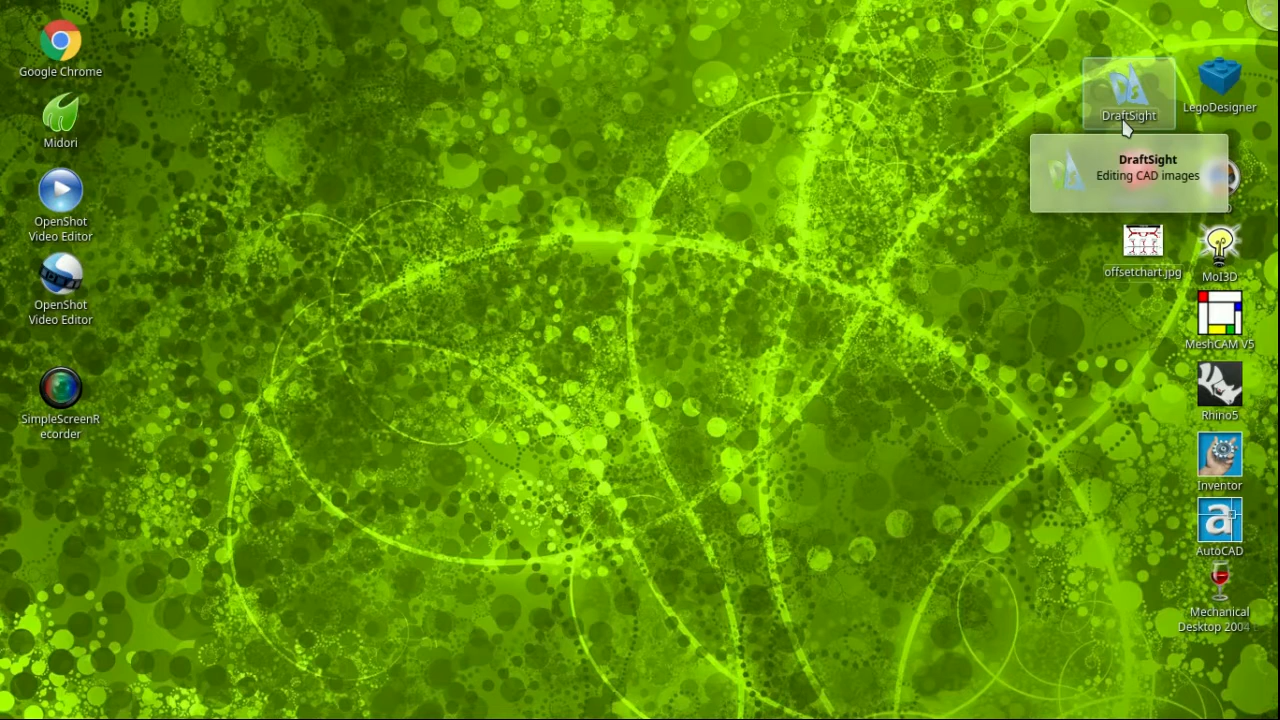 Google Chrome
Midori
OpenShot
Video Editor
OpenShot
Video Editor
SimpleScreenR
ecorder
DraftSight
LegoDesigner
DraftSight
Editing CAD images
offsetchart.jpg
MoI3D
MeshCAM V5
Rhino5
Inventor
a
AutoCAD
Mechanical
Desktop 2004